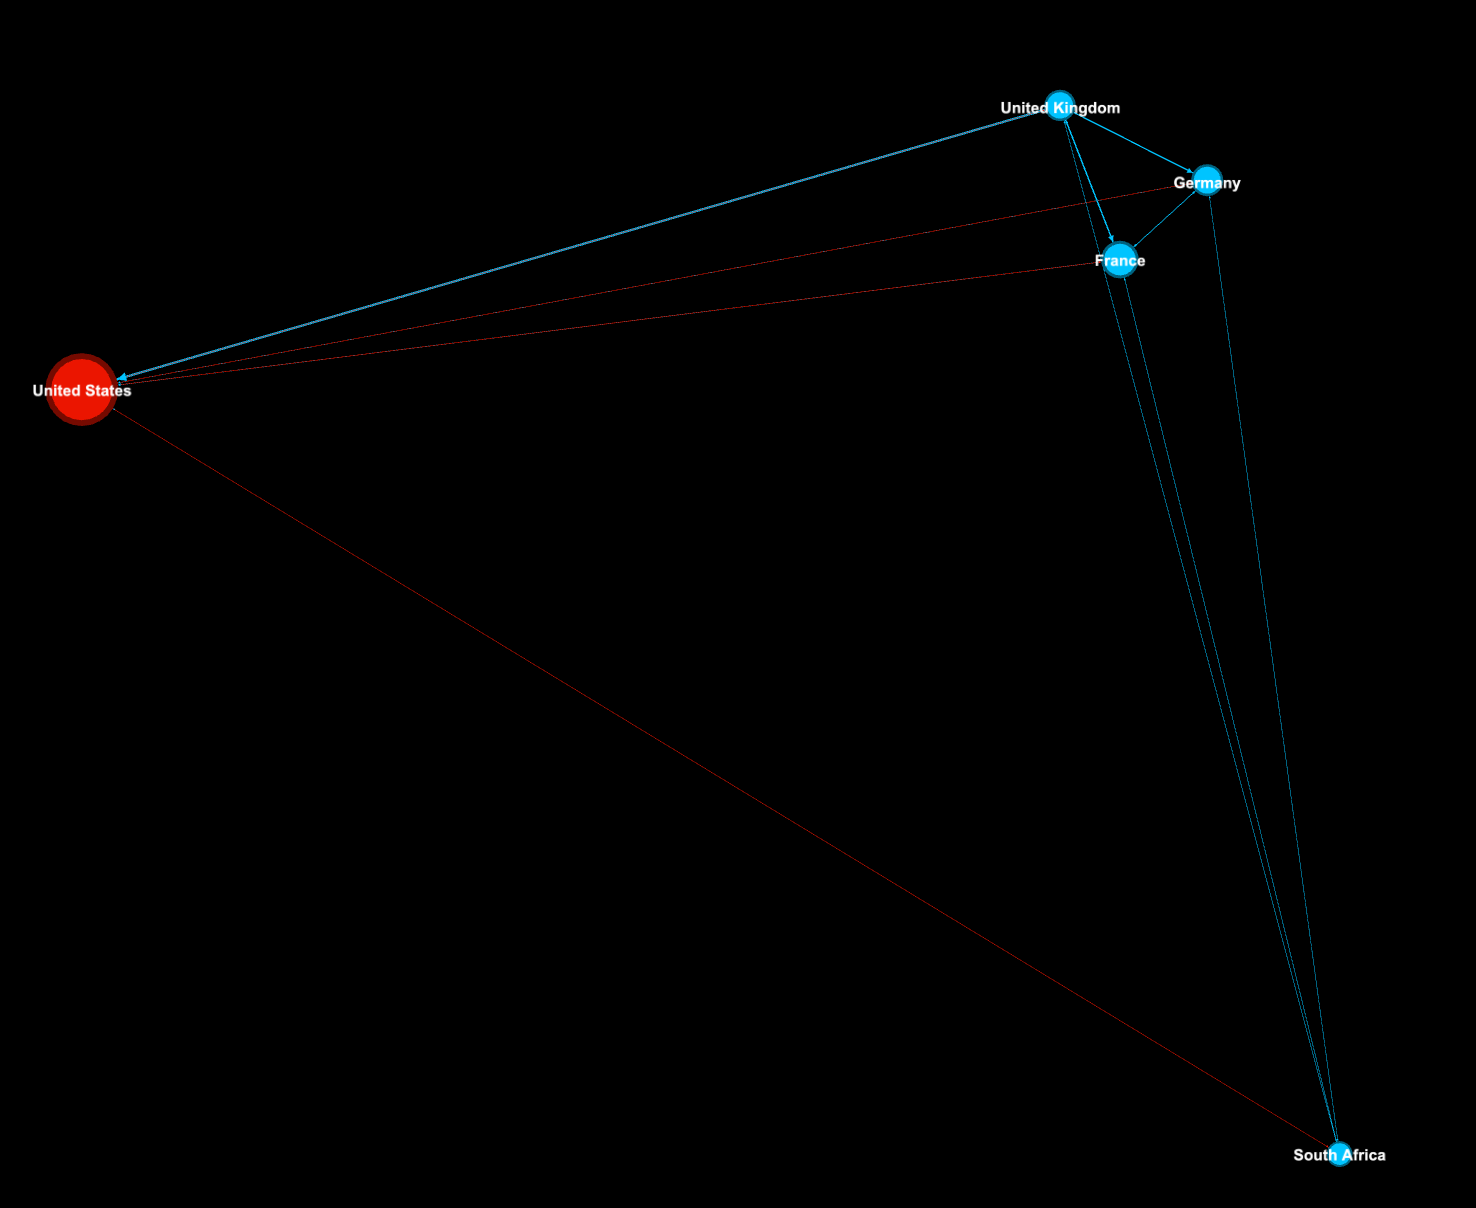 United Kingdom
Germany
France
United States
South Africa